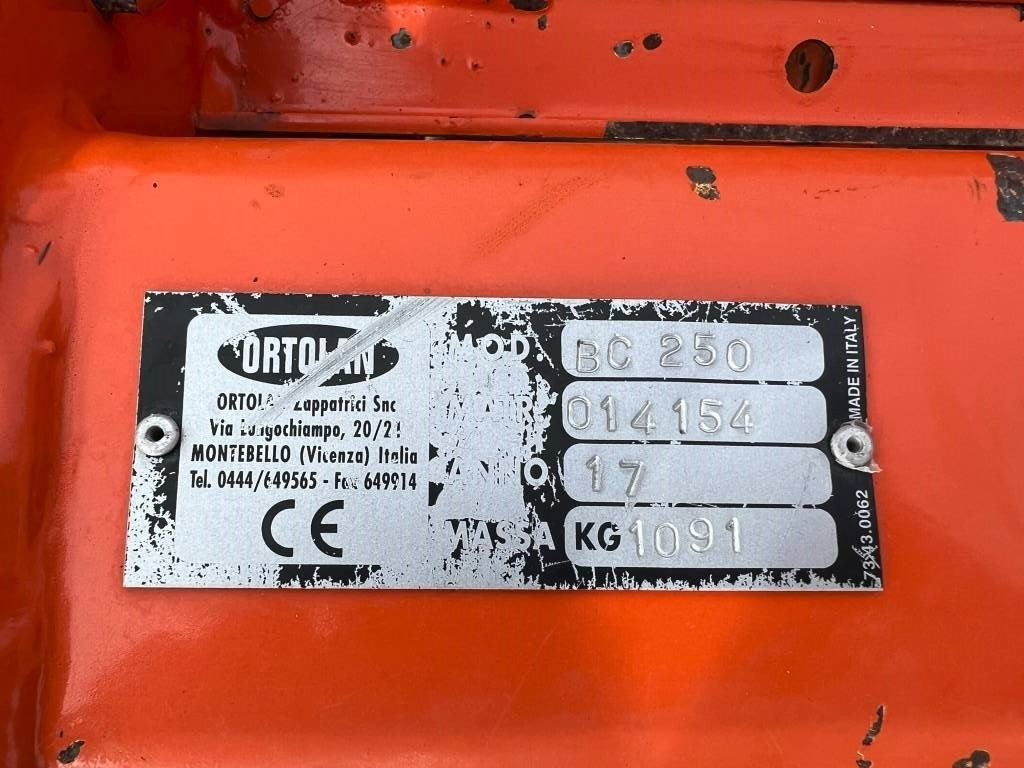 ORTOLAN
ORTOLAN Zappatrici Snc
Via Lungochiampo, 20/21
MONTEBELLO (Vicenza) Italia
Tel. 0444/649565 - Fax 649914
CE
MOD. BC 250
MATR. 014154
ANNO 17
MASSA KG 1091
MADE IN ITALY